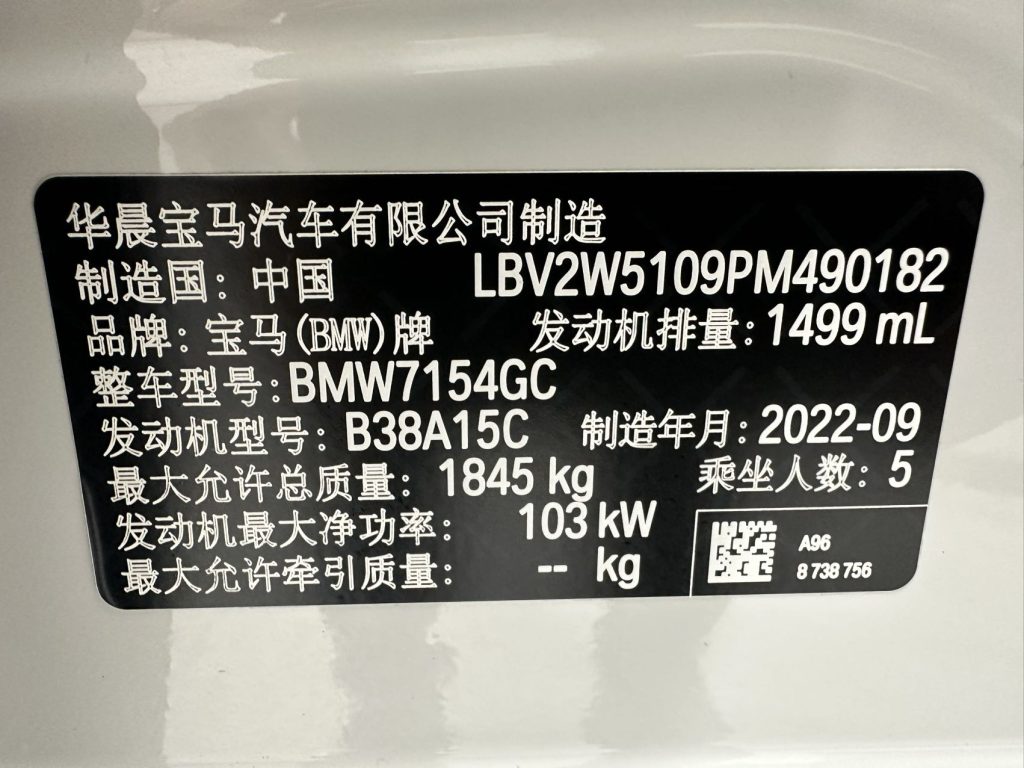 华晨宝马汽车有限公司制造
制造国：中国 LBV2W5109PM490182
品牌：宝马(BMW)牌 发动机排量：1499 mL
整车型号：BMW7154GC
发动机型号：B38A15C 制造年月：2022-09
最大允许总质量：1845 kg 乘坐人数：5
发动机最大净功率：103 kW
最大允许牵引质量：-- kg
A96
8 738 756